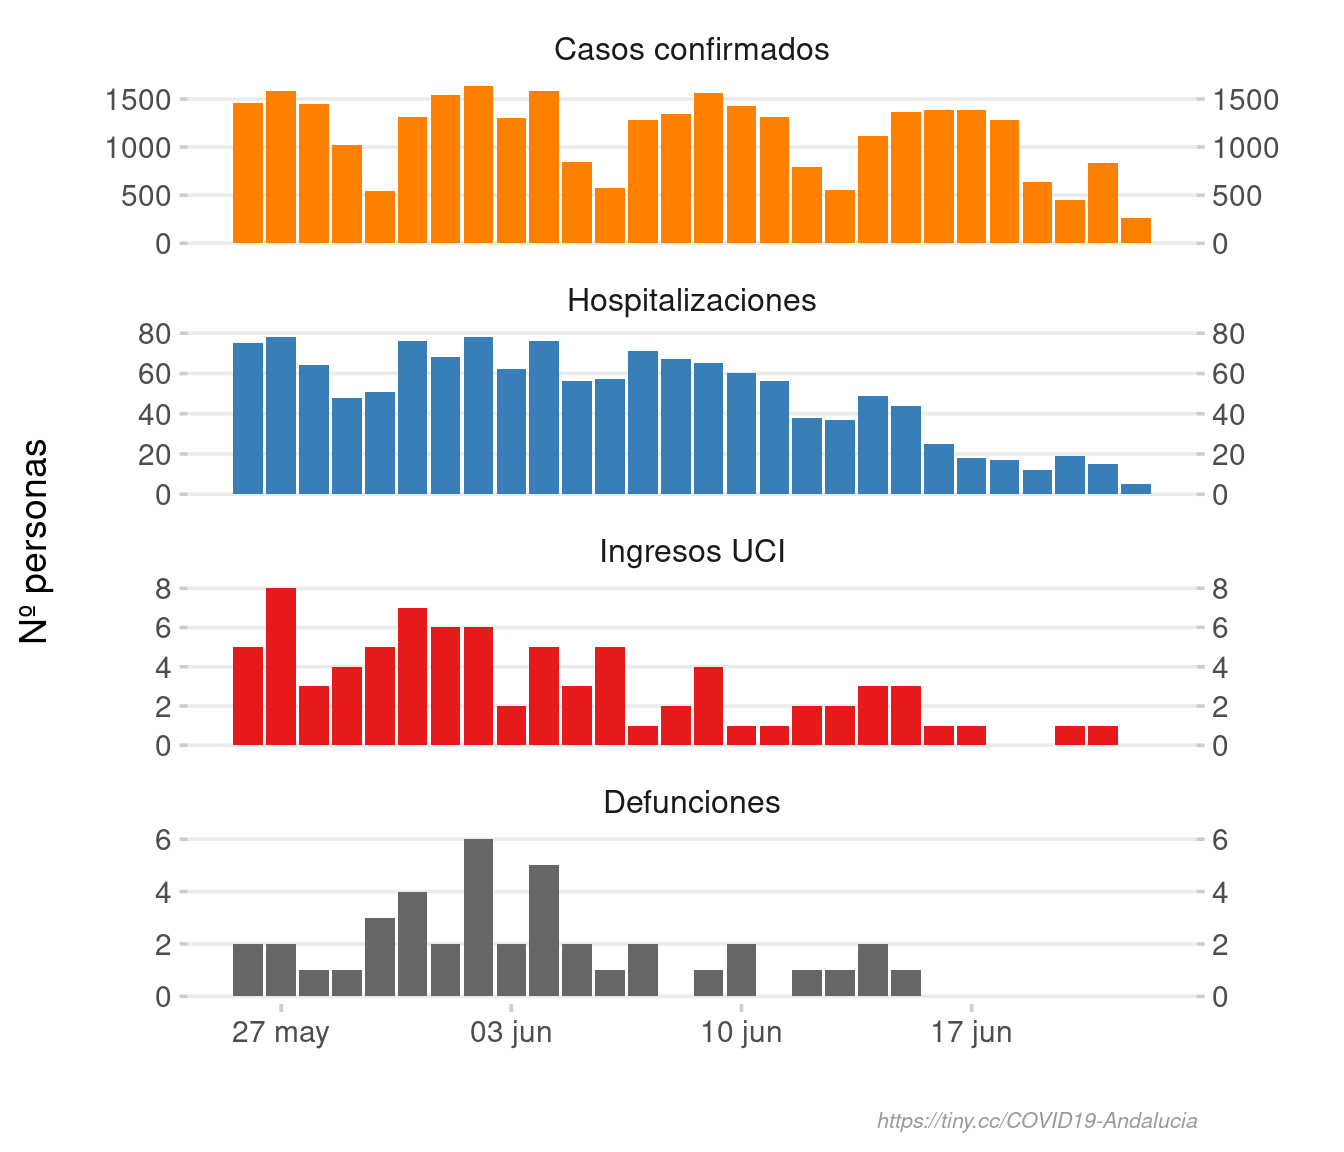 Casos confirmados
1500 1500
1000 1000
500 500
0 0
Hospitalizaciones
80 80
60 60
40 40
20 20
0 0
Nº personas
Ingresos UCI
8 8
6 6
4 4
2 2
0 0
Defunciones
6 6
4 4
2 2
0 0
27 may 03 jun 10 jun 17 jun
https://tiny.cc/COVID19-Andalucia